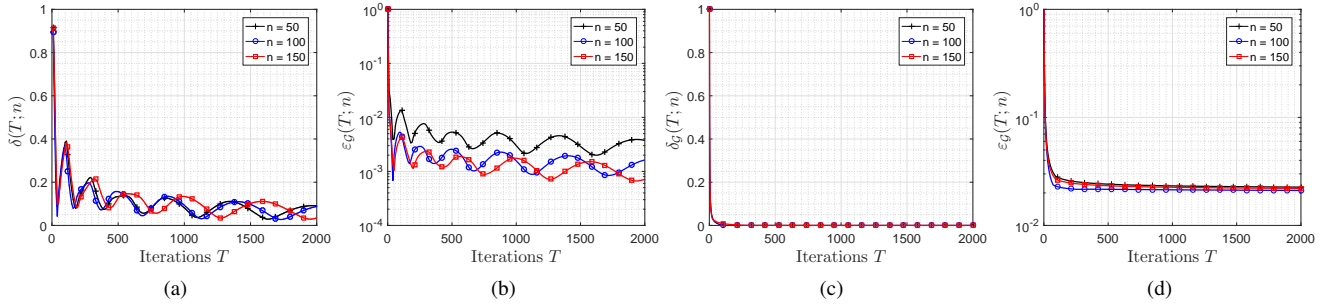 1
0.8
0.6
0.4
0.2
0
0 500 1000 1500 2000
δ(T; n)
Iterations T
n = 50
n = 100
n = 150
(a)
10^0
10^-1
10^-2
10^-3
10^-4
0 500 1000 1500 2000
ε_𝒢(T; n)
Iterations T
n = 50
n = 100
n = 150
(b)
1
0.8
0.6
0.4
0.2
0
0 500 1000 1500 2000
δ_𝒢(T; n)
Iterations T
n = 50
n = 100
n = 150
(c)
10^0
10^-1
10^-2
0 500 1000 1500 2000
ε_𝒢(T; n)
Iterations T
n = 50
n = 100
n = 150
(d)